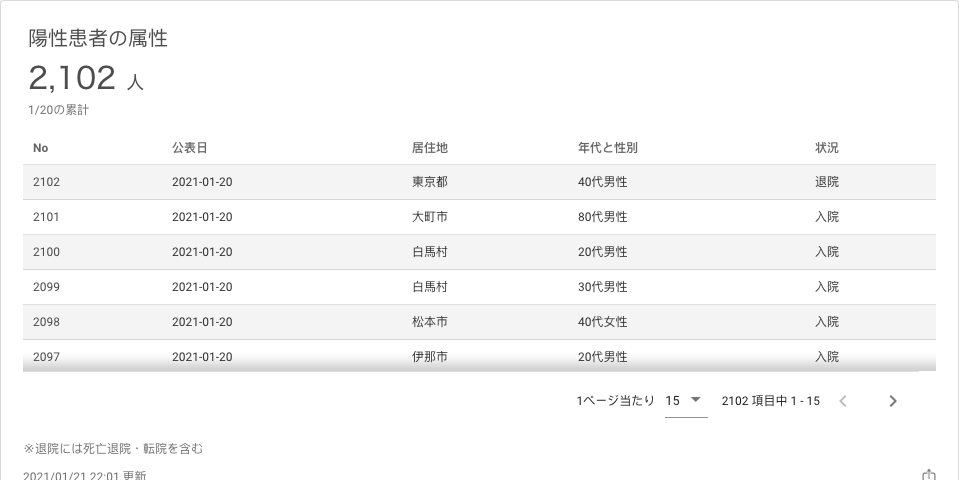 陽性患者の属性
2,102 人
1/20の累計
No 公表日 居住地 年代と性別 状況
2102 2021-01-20 東京都 40代男性 退院
2101 2021-01-20 大町市 80代男性 入院
2100 2021-01-20 白馬村 20代男性 入院
2099 2021-01-20 白馬村 30代男性 入院
2098 2021-01-20 松本市 40代女性 入院
2097 2021-01-20 伊那市 20代男性 入院
1ページ当たり 15 2102 項目中 1 - 15
※退院には死亡退院・転院を含む
2021/01/21 22:01 更新